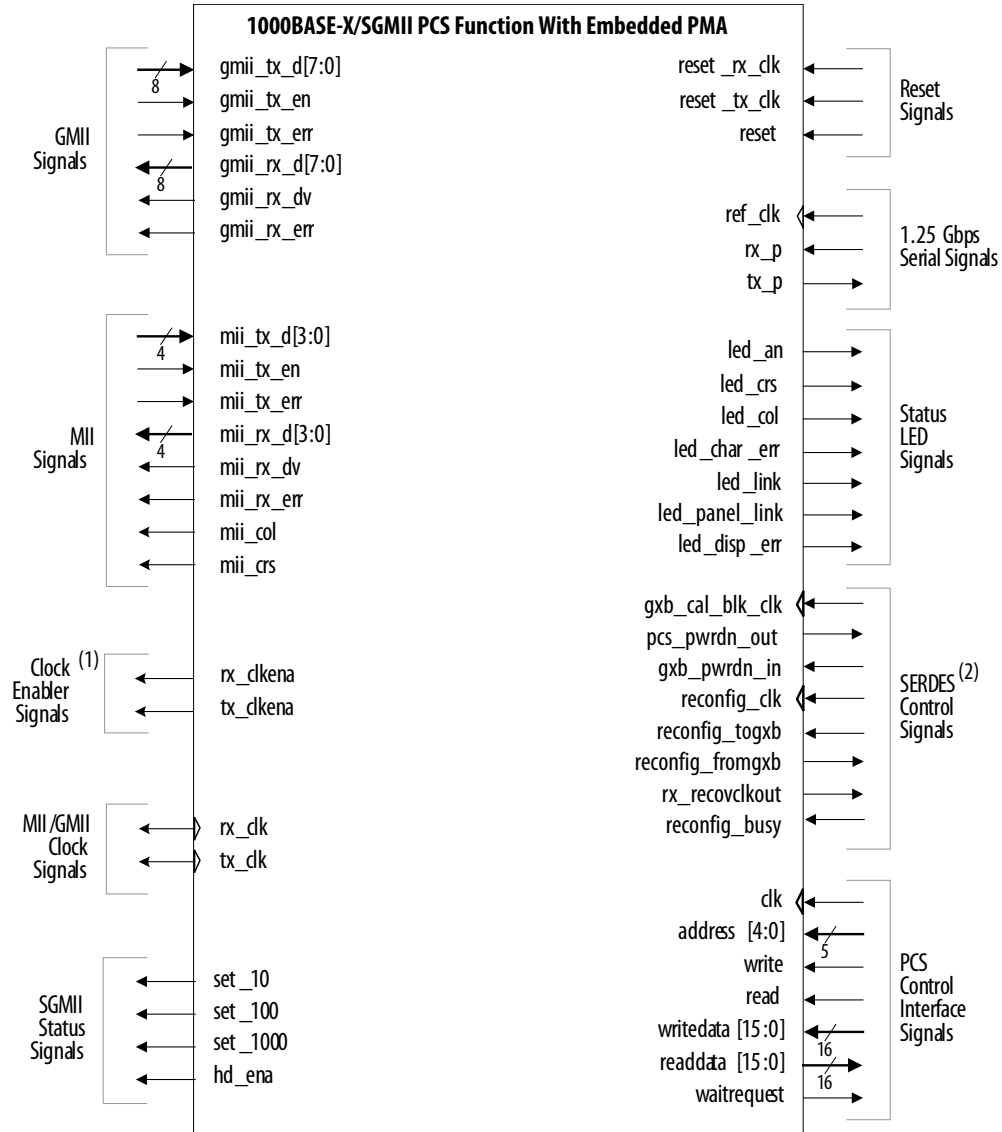 1000BASE-X/SGMII PCS Function With Embedded PMA
GMII
Signals
8
gmii_tx_d[7:0]
gmii_tx_en
gmii_tx_err
8
gmii_rx_d[7:0]
gmii_rx_dv
gmii_rx_err
MII
Signals
4
mii_tx_d[3:0]
mii_tx_en
mii_tx_err
4
mii_rx_d[3:0]
mii_rx_dv
mii_rx_err
mii_col
mii_crs
Clock (1)
Enabler
Signals
rx_clkena
tx_clkena
MII/GMII
Clock
Signals
rx_clk
tx_clk
SGMII
Status
Signals
set_10
set_100
set_1000
hd_ena
reset_rx_clk
reset_tx_clk
reset
Reset
Signals
ref_clk
rx_p
tx_p
1.25 Gbps
Serial Signals
led_an
led_crs
led_col
led_char_err
led_link
led_panel_link
led_disp_err
Status
LED
Signals
gxb_cal_blk_clk
pcs_pwrdn_out
gxb_pwrdn_in
reconfig_clk
reconfig_togxb
reconfig_fromgxb
rx_recovclkout
reconfig_busy
SERDES (2)
Control
Signals
clk
address [4:0]
5
write
read
writedata [15:0]
16
readdata [15:0]
16
waitrequest
PCS
Control
Interface
Signals